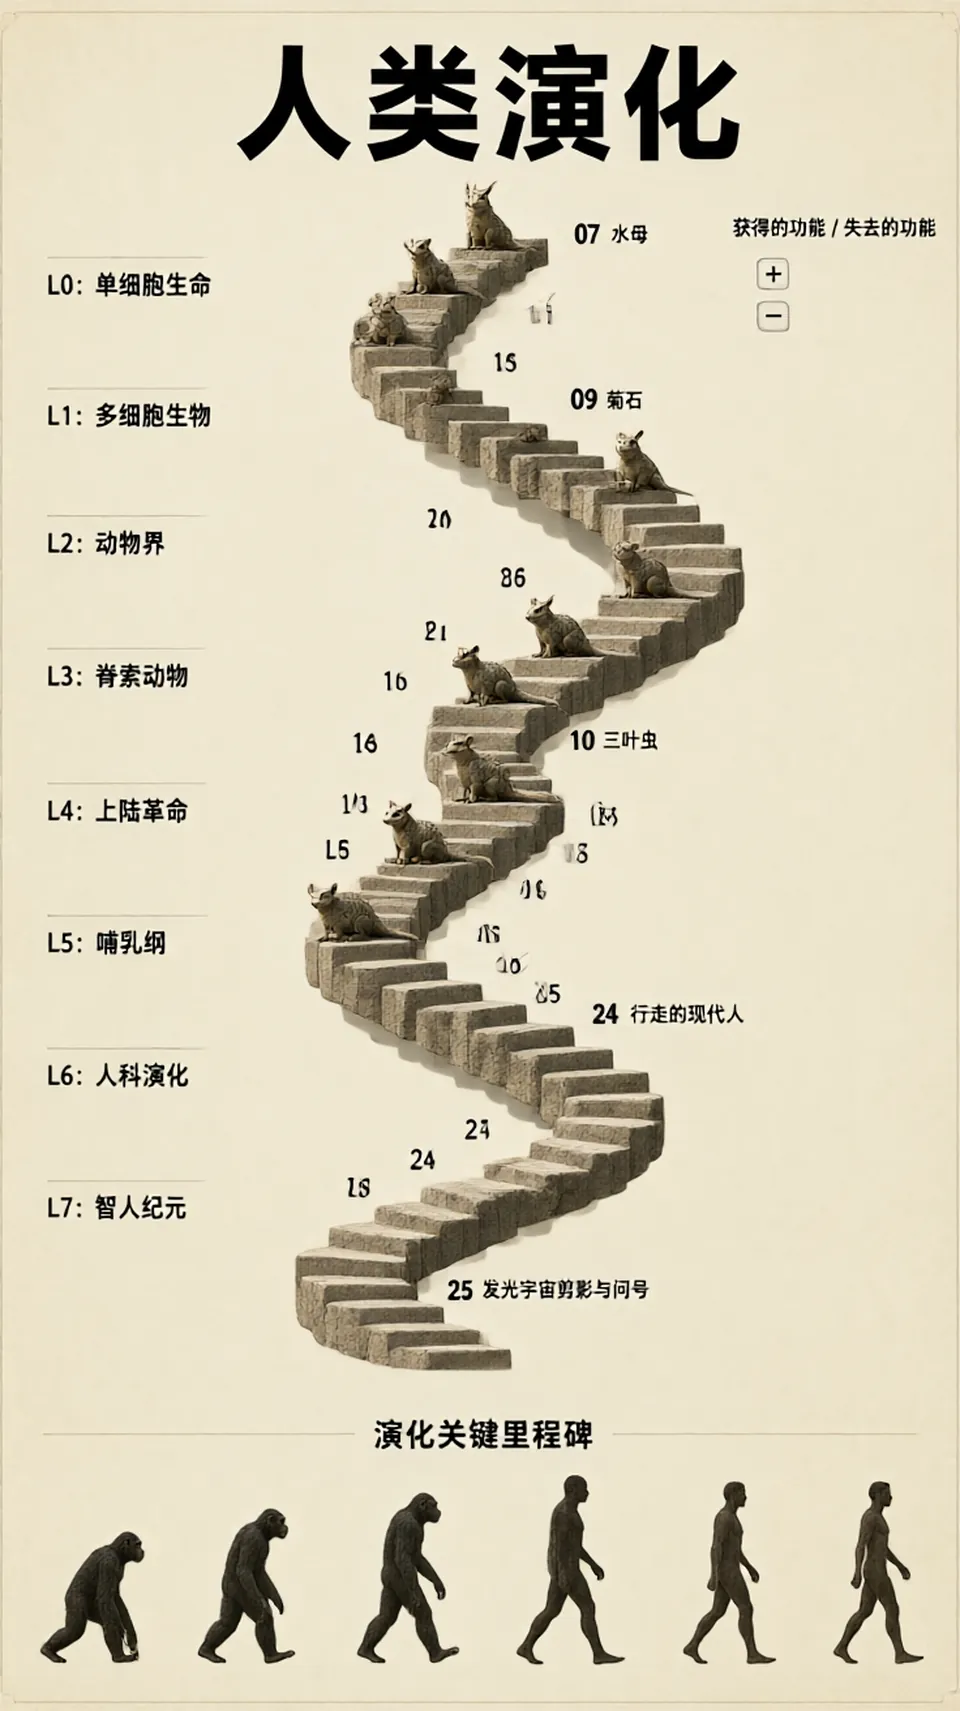 人类演化
07 水母
获得的功能 / 失去的功能
+
−
L0: 单细胞生命
15
09 菊石
L1: 多细胞生物
20
L2: 动物界
86
21
L3: 脊索动物
16
16
10 三叶虫
L4: 上陆革命
L5
L5: 哺乳纲
24 行走的现代人
L6: 人科演化
24
24
18
L7: 智人纪元
25 发光宇宙剪影与问号
演化关键里程碑